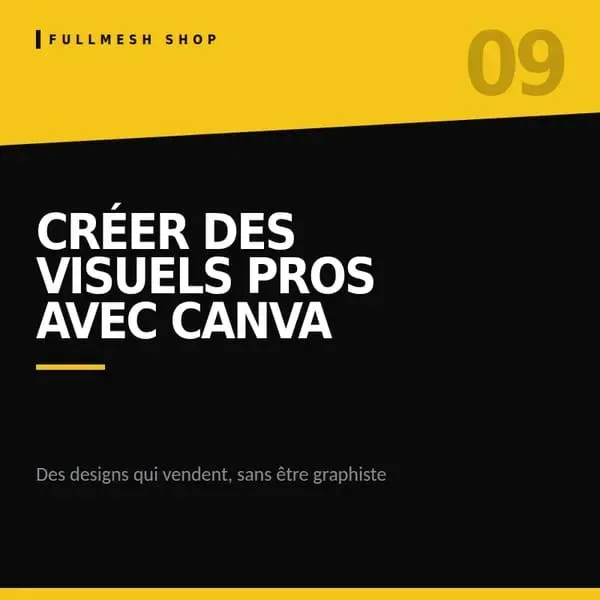 FULLMESH SHOP
09
CRÉER DES
VISUELS PROS
AVEC CANVA
Des designs qui vendent, sans être graphiste